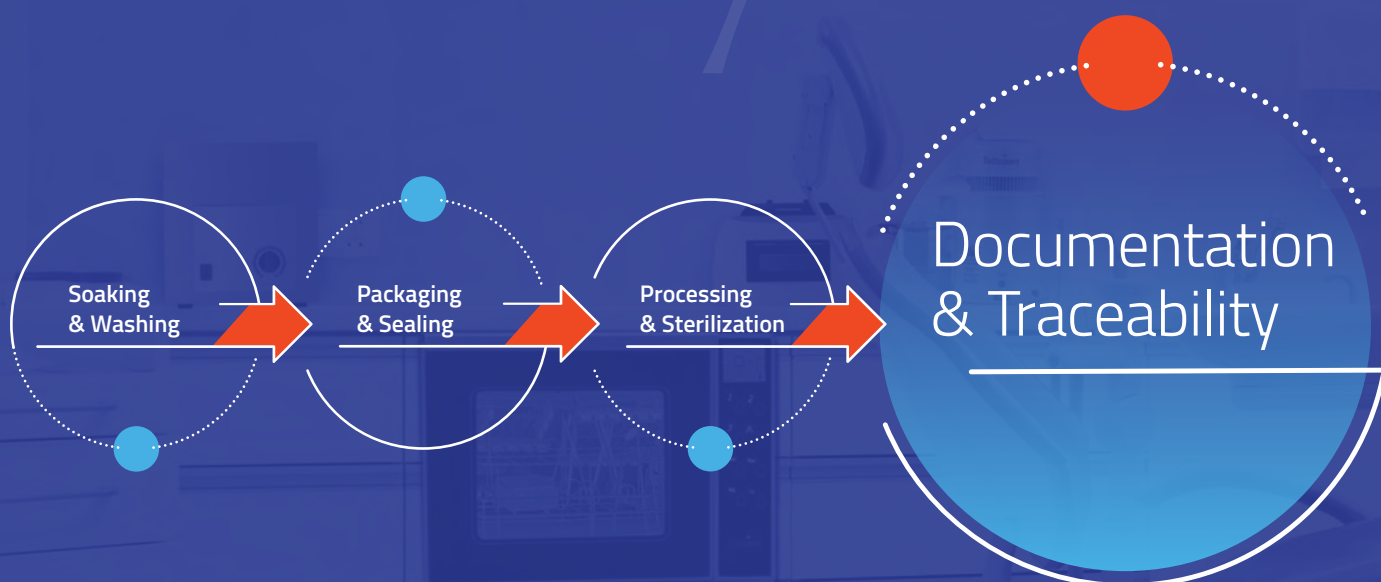 Soaking
& Washing
Packaging
& Sealing
Processing
& Sterilization
Documentation
& Traceability